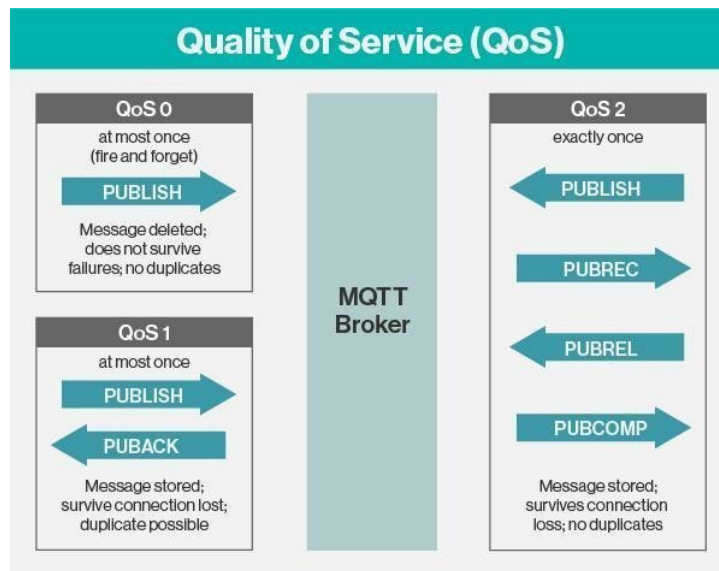 Quality of Service (QoS)
QoS 0
at most once
(fire and forget)
PUBLISH
Message deleted;
does not survive
failures; no duplicates
QoS 1
at most once
PUBLISH
PUBACK
Message stored;
survive connection lost;
duplicate possible
MQTT
Broker
QoS 2
exactly once
PUBLISH
PUBREC
PUBREL
PUBCOMP
Message stored;
survives connection
loss; no duplicates